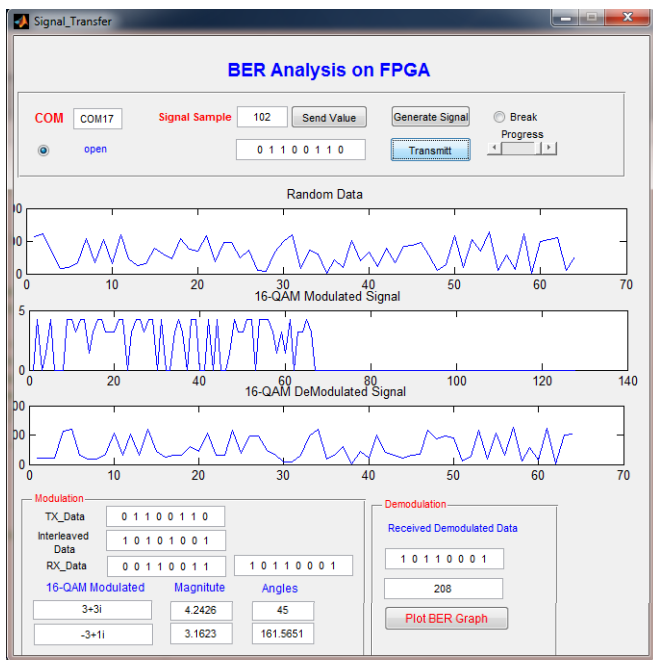 Signal_Transfer
BER Analysis on FPGA
COM COM17 Signal Sample 102 Send Value Generate Signal Break
Progress
open 0 1 1 0 0 1 1 0 Transmitt
Random Data
00
00
0
0 10 20 30 40 50 60 70
16-QAM Modulated Signal
5
0
0 20 40 60 80 100 120 140
16-QAM DeModulated Signal
00
00
0
0 10 20 30 40 50 60 70
Modulation
TX_Data 0 1 1 0 0 1 1 0
Interleaved
Data
1 0 1 0 1 0 0 1
RX_Data 0 0 1 1 0 0 1 1 1 0 1 1 0 0 0 1
16-QAM Modulated Magnitute Angles
3+3i 4.2426 45
-3+1i 3.1623 161.5651
Demodulation
Received Demodulated Data
1 0 1 1 0 0 0 1
208
Plot BER Graph